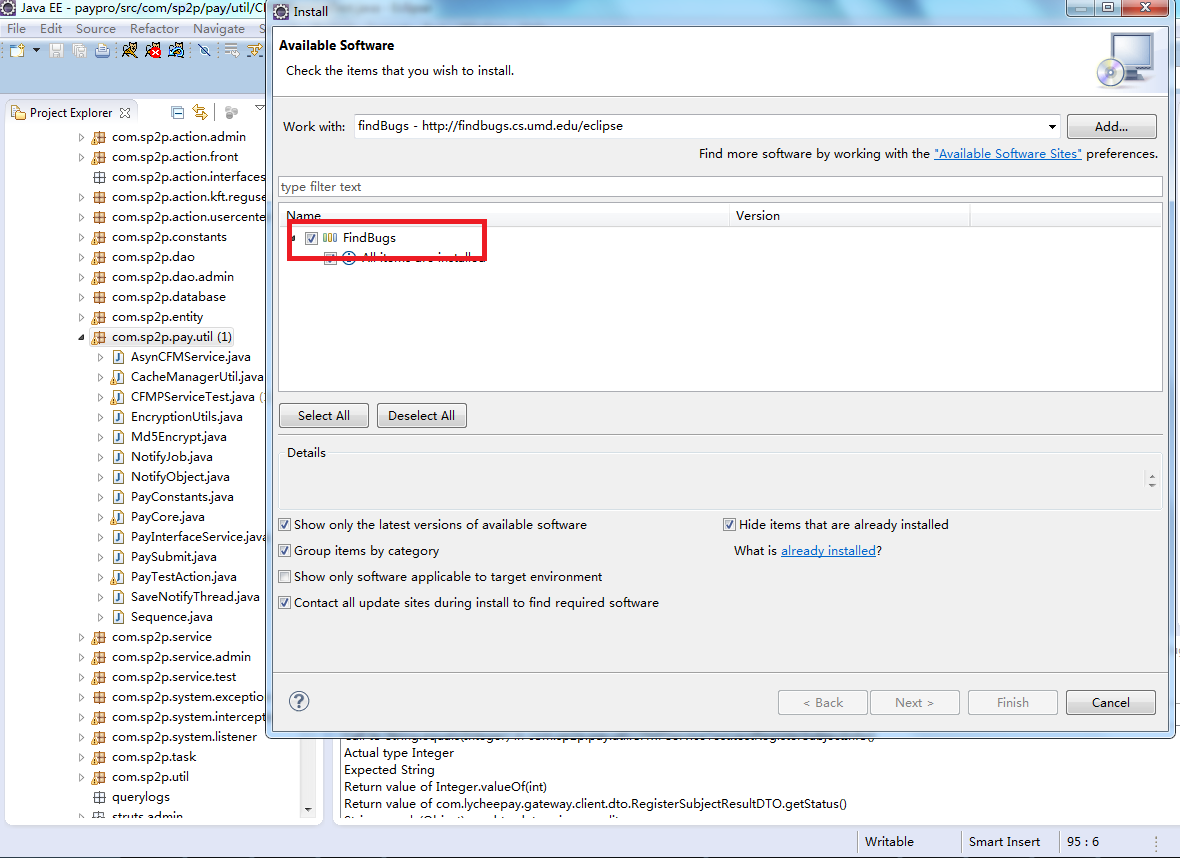 Java EE - paypro/src/com/sp2p/pay/util/
File Edit Source Refactor Navigate
Install
Available Software
Check the items that you wish to install.
Work with: findBugs - http://findbugs.cs.umd.edu/eclipse
Add...
Find more software by working with the "Available Software Sites" preferences.
type filter text
Name Version
FindBugs
All items are installed
Select All Deselect All
Details
Show only the latest versions of available software
Hide items that are already installed
Group items by category
What is already installed?
Show only software applicable to target environment
Contact all update sites during install to find required software
?
< Back Next > Finish Cancel
Project Explorer
com.sp2p.action.admin
com.sp2p.action.front
com.sp2p.action.interfaces
com.sp2p.action.kft.reguse
com.sp2p.action.usercente
com.sp2p.constants
com.sp2p.dao
com.sp2p.dao.admin
com.sp2p.database
com.sp2p.entity
com.sp2p.pay.util (1)
AsynCFMService.java
CacheManagerUtil.java
CFMPServiceTest.java
EncryptionUtils.java
Md5Encrypt.java
NotifyJob.java
NotifyObject.java
PayConstants.java
PayCore.java
PayInterfaceService.java
PaySubmit.java
PayTestAction.java
SaveNotifyThread.java
Sequence.java
com.sp2p.service
com.sp2p.service.admin
com.sp2p.service.test
com.sp2p.system.exceptio
com.sp2p.system.intercept
com.sp2p.system.listener
com.sp2p.task
com.sp2p.util
querylogs
struts.admin
Actual type Integer
Expected String
Return value of Integer.valueOf(int)
Return value of com.lycheepay.gateway.client.dto.RegisterSubjectResultDTO.getStatus()
Writable Smart Insert 95 : 6